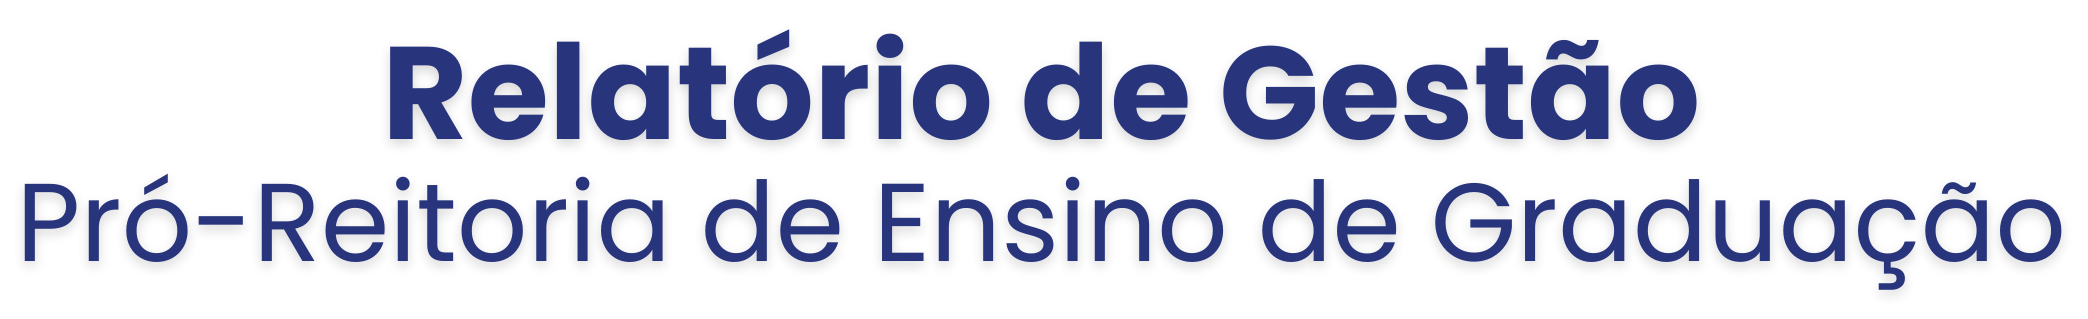 Relatório de Gestão
Pró-Reitoria de Ensino de Graduação